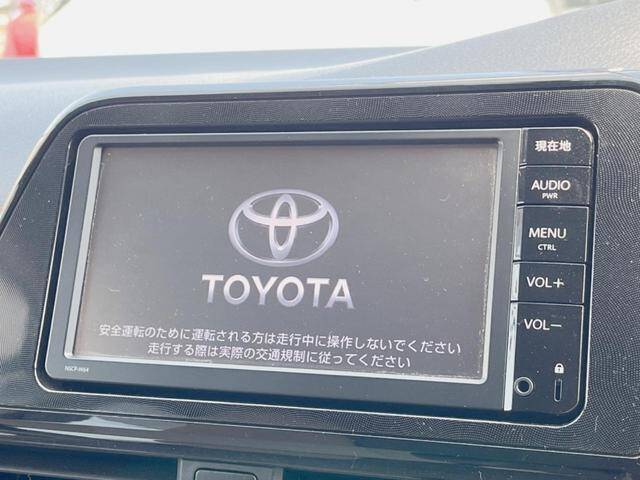 TOYOTA
安全運転のために運転される方は走行中に操作しないでください
走行する際は実際の交通規制に従ってください
NSCP-W64
現在地
AUDIO
PWR
MENU
CTRL
VOL+
VOL−